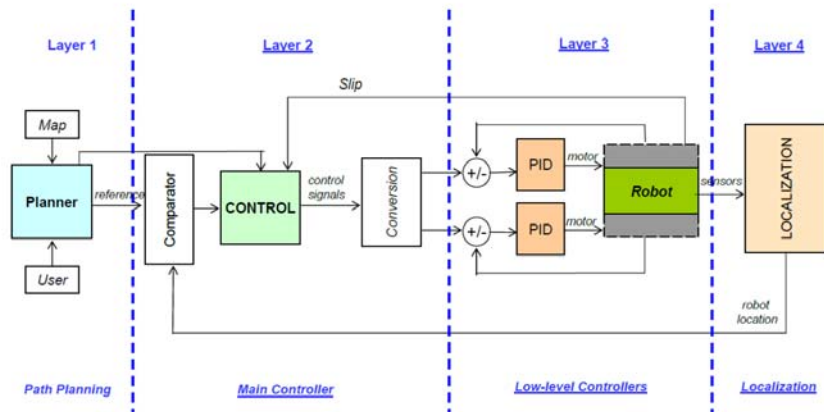 Layer 1
Layer 2
Layer 3
Layer 4
Slip
Map
Planner
User
reference
Comparator
CONTROL
control
signals
Conversion
+/-
PID
motor
+/-
PID
motor
Robot
sensors
LOCALIZATION
robot
location
Path Planning
Main Controller
Low-level Controllers
Localization